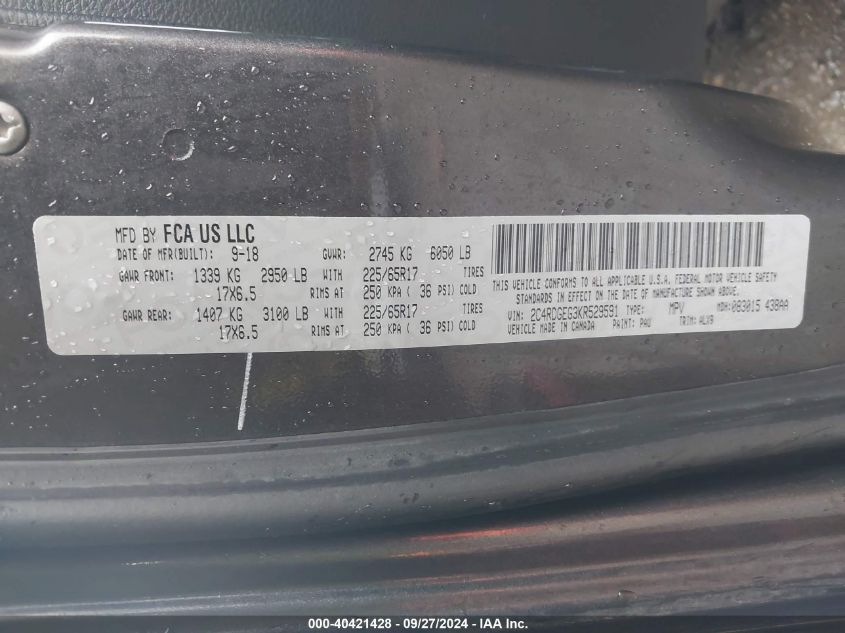 MFD BY FCA US LLC
DATE OF MFR(BUILT): 9-18 GVWR: 2745 KG 6050 LB
GAWR FRONT: 1339 KG 2950 LB WITH 225/65R17 TIRES
17X6.5 RIMS AT 250 KPA ( 36 PSI) COLD
GAWR REAR: 1407 KG 3100 LB WITH 225/65R17 TIRES
17X6.5 RIMS AT 250 KPA ( 36 PSI) COLD
THIS VEHICLE CONFORMS TO ALL APPLICABLE U.S.A. FEDERAL MOTOR VEHICLE SAFETY
STANDARDS IN EFFECT ON THE DATE OF MANUFACTURE SHOWN ABOVE.
VIN: 2C4RDGEG3KR529591 TYPE: MPV MDH:083015 438AA
VEHICLE MADE IN CANADA PAINT: PAU TRIM: ALX9
000-40421428 - 09/27/2024 - IAA Inc.